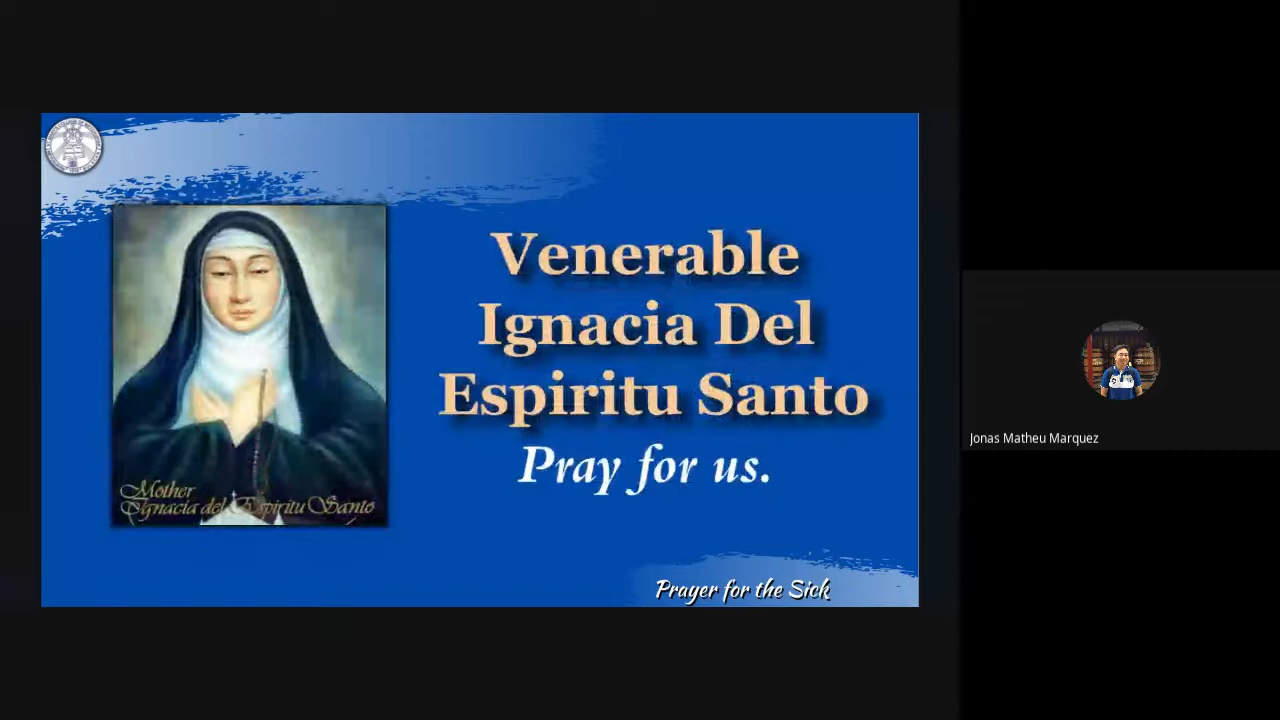 Venerable
Ignacia Del
Espiritu Santo
Pray for us.
Mother
Ignacia del Espiritu Santo
Prayer for the Sick
Jonas Matheu Marquez